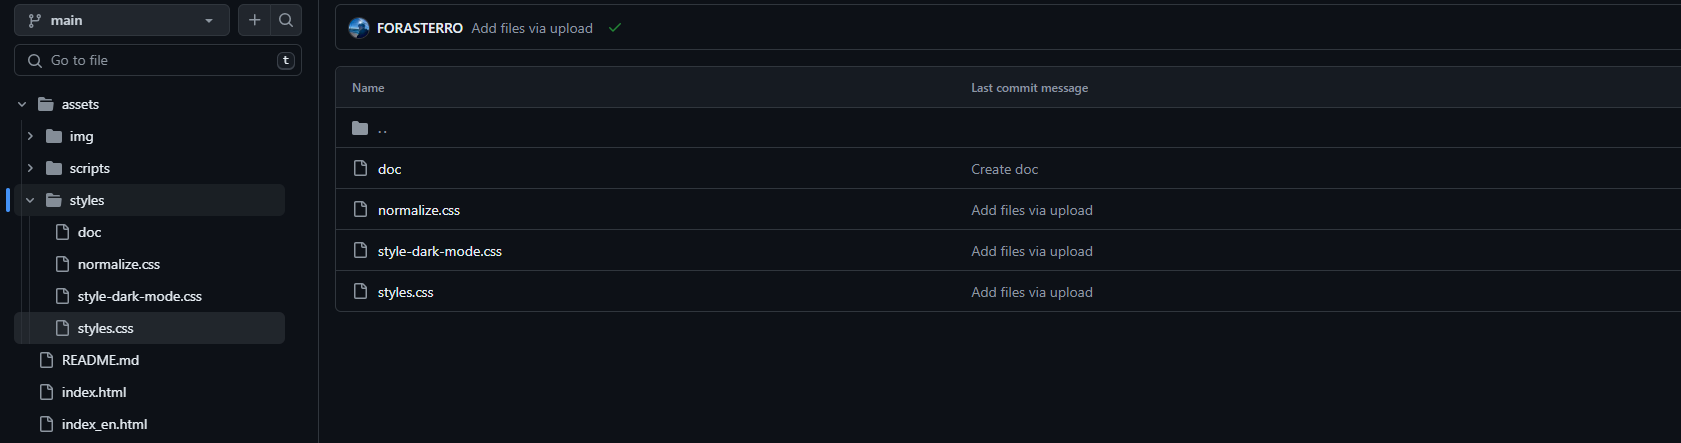 main
Go to file
t
assets
img
scripts
styles
doc
normalize.css
style-dark-mode.css
styles.css
README.md
index.html
index_en.html
FORASTERRO Add files via upload
Name Last commit message
..
doc Create doc
normalize.css Add files via upload
style-dark-mode.css Add files via upload
styles.css Add files via upload